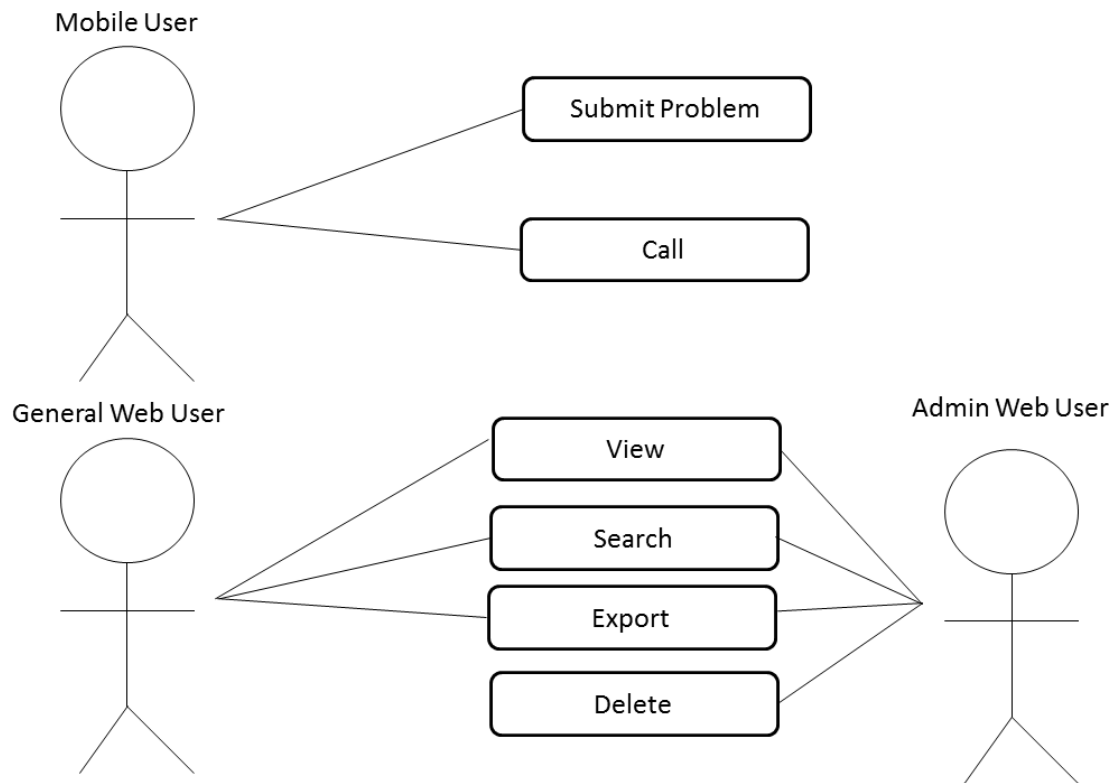 Mobile User
Submit Problem
Call
General Web User
Admin Web User
View
Search
Export
Delete